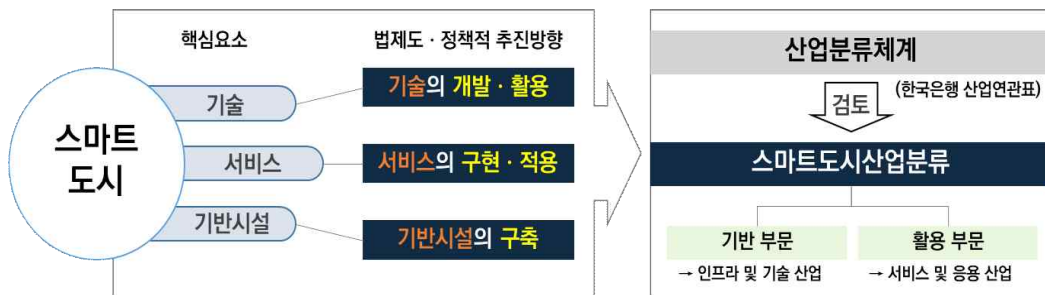 핵심요소
법제도 · 정책적 추진방향
스마트
도시
기술
기술의 개발 · 활용
서비스
서비스의 구현 · 적용
기반시설
기반시설의 구축
산업분류체계
검토
(한국은행 산업연관표)
스마트도시산업분류
기반 부문
→ 인프라 및 기술 산업
활용 부문
→ 서비스 및 응용 산업